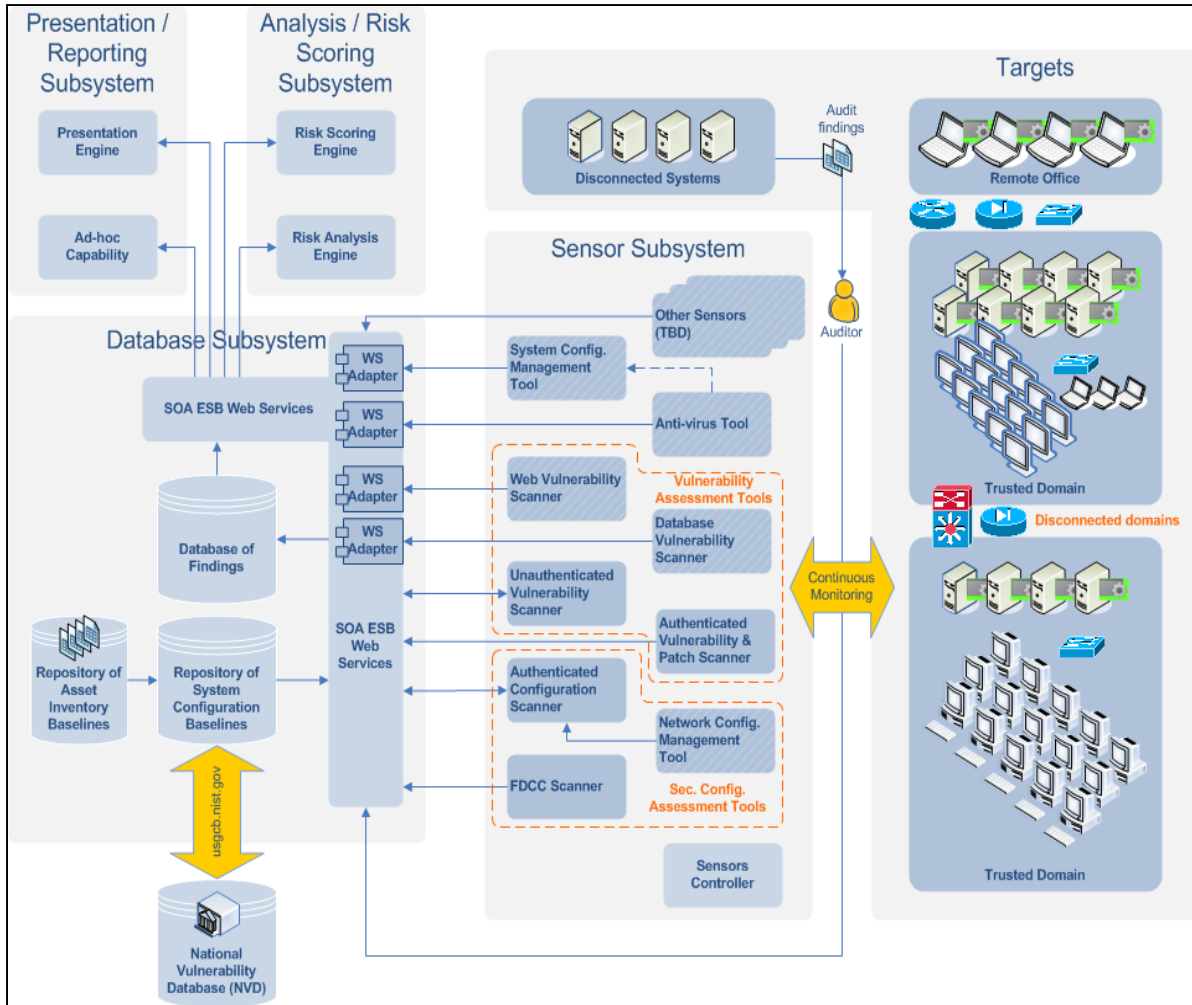 Presentation /
Reporting
Subsystem
Presentation
Engine
Ad-hoc
Capability
Analysis / Risk
Scoring
Subsystem
Risk Scoring
Engine
Risk Analysis
Engine
Targets
Disconnected Systems
Audit
findings
Auditor
Remote Office
Trusted Domain
Disconnected domains
Trusted Domain
Continuous
Monitoring
Sensor Subsystem
Other Sensors
(TBD)
System Config.
Management
Tool
Anti-virus Tool
Web Vulnerability
Scanner
Vulnerability
Assessment Tools
Database
Vulnerability
Scanner
Unauthenticated
Vulnerability
Scanner
Authenticated
Vulnerability &
Patch Scanner
Authenticated
Configuration
Scanner
Network Config.
Management
Tool
FDCC Scanner
Sec. Config.
Assessment Tools
Sensors
Controller
Database Subsystem
WS
Adapter
WS
Adapter
WS
Adapter
WS
Adapter
SOA ESB Web Services
SOA ESB
Web
Services
Database of
Findings
Repository of
Asset
Inventory
Baselines
Repository of
System
Configuration
Baselines
usgcb.nist.gov
National
Vulnerability
Database (NVD)